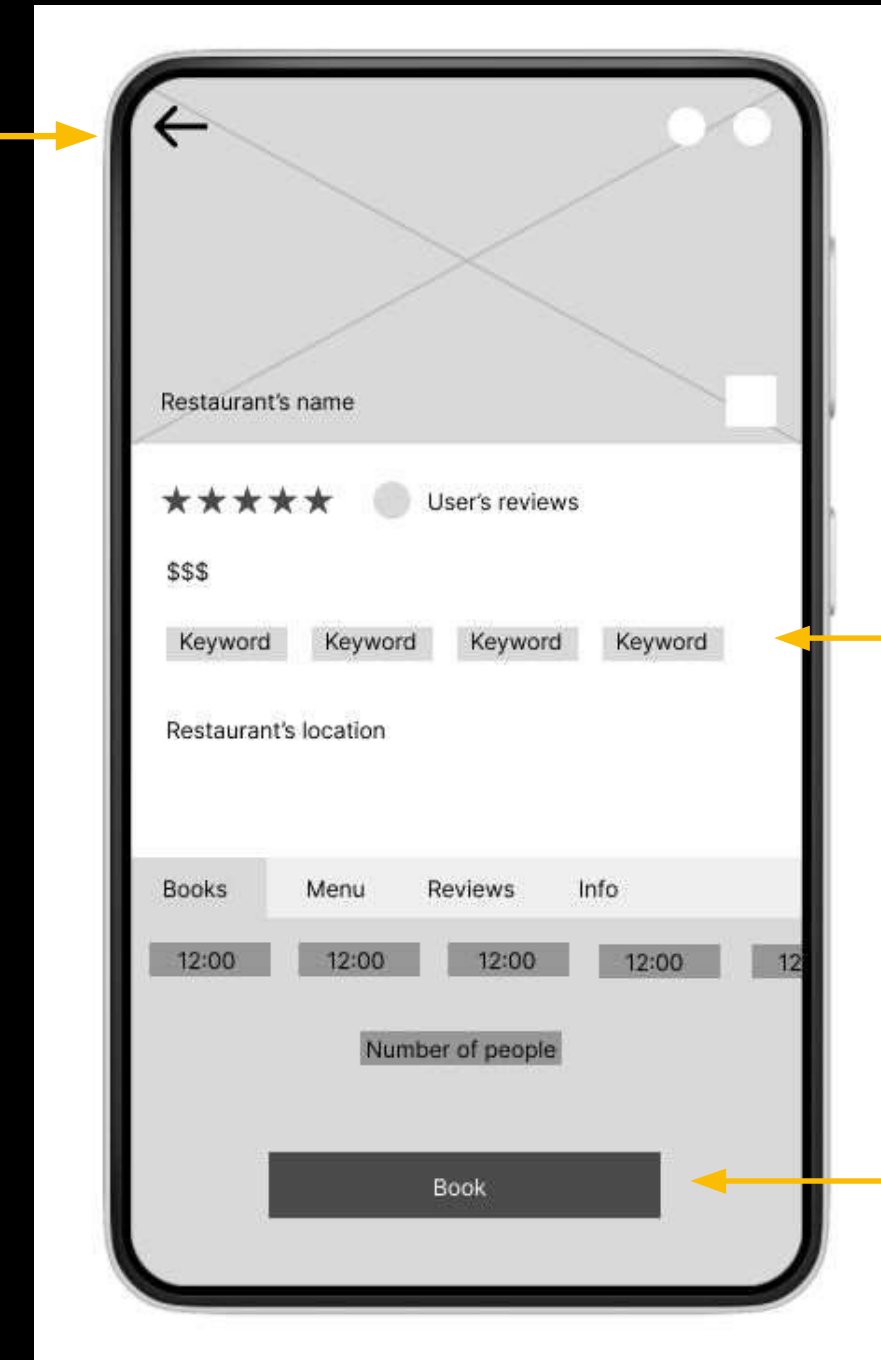 Restaurant’s name
★★★★★ User’s reviews
$$$
Keyword Keyword Keyword Keyword
Restaurant’s location
Books Menu Reviews Info
12:00 12:00 12:00 12:00 12
Number of people
Book